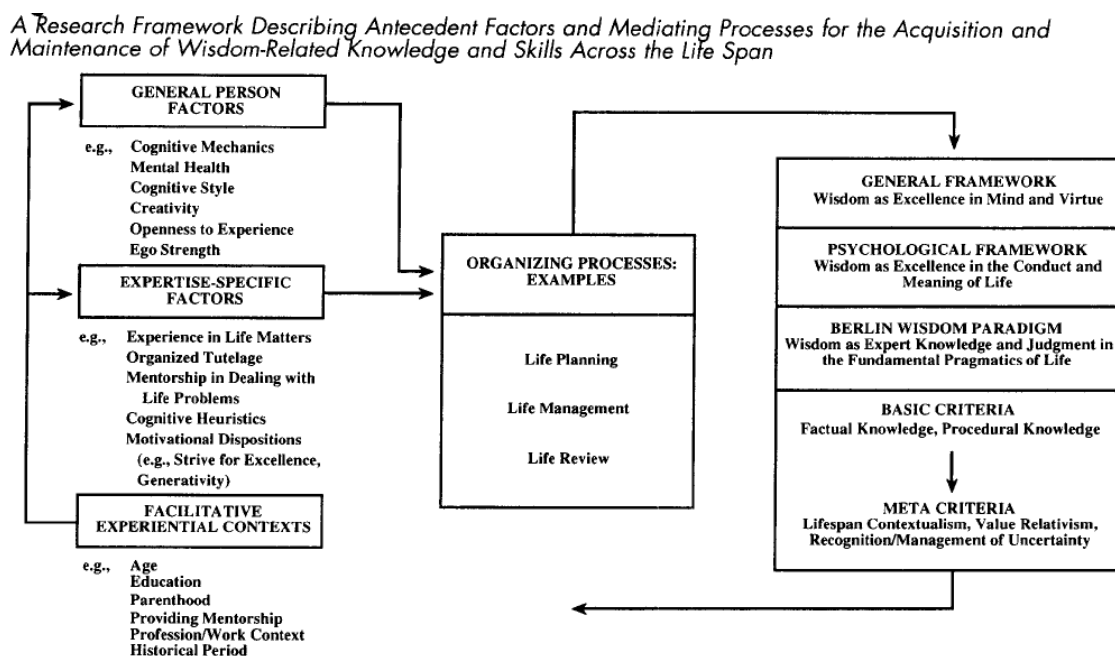 A Research Framework Describing Antecedent Factors and Mediating Processes for the Acquisition and
Maintenance of Wisdom-Related Knowledge and Skills Across the Life Span
GENERAL PERSON
FACTORS
e.g., Cognitive Mechanics
Mental Health
Cognitive Style
Creativity
Openness to Experience
Ego Strength
EXPERTISE-SPECIFIC
FACTORS
e.g., Experience in Life Matters
Organized Tutelage
Mentorship in Dealing with
Life Problems
Cognitive Heuristics
Motivational Dispositions
(e.g., Strive for Excellence,
Generativity)
FACILITATIVE
EXPERIENTIAL CONTEXTS
e.g., Age
Education
Parenthood
Providing Mentorship
Profession/Work Context
Historical Period
ORGANIZING PROCESSES:
EXAMPLES
Life Planning
Life Management
Life Review
GENERAL FRAMEWORK
Wisdom as Excellence in Mind and Virtue
PSYCHOLOGICAL FRAMEWORK
Wisdom as Excellence in the Conduct and
Meaning of Life
BERLIN WISDOM PARADIGM
Wisdom as Expert Knowledge and Judgment in
the Fundamental Pragmatics of Life
BASIC CRITERIA
Factual Knowledge, Procedural Knowledge
META CRITERIA
Lifespan Contextualism, Value Relativism,
Recognition/Management of Uncertainty